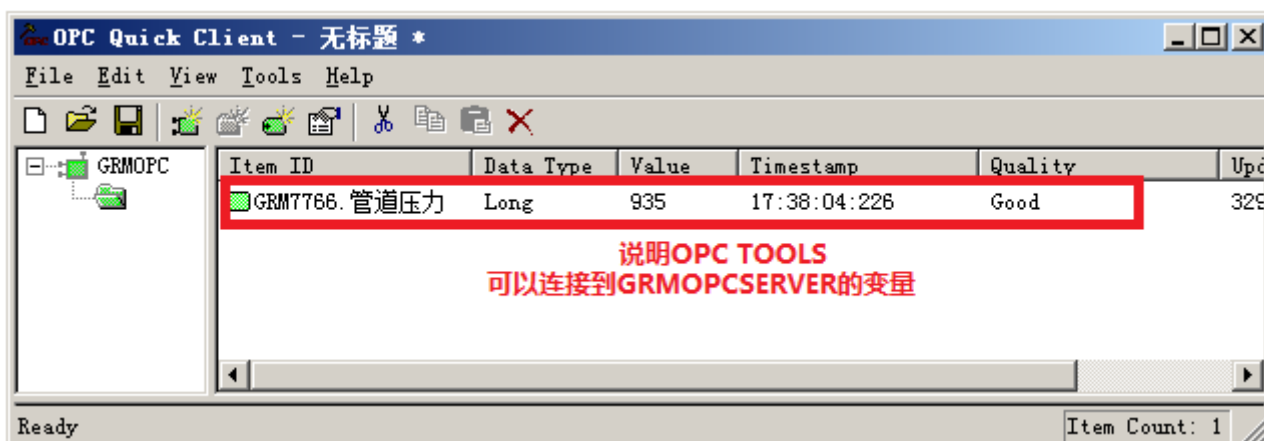 OPC Quick Client - 无标题 *
File Edit View Tools Help
GRMOPC
Item ID Data Type Value Timestamp Quality Upd
GRM7766.管道压力 Long 935 17:38:04:226 Good 329
说明OPC TOOLS
可以连接到GRMOPCSERVER的变量
Ready Item Count: 1